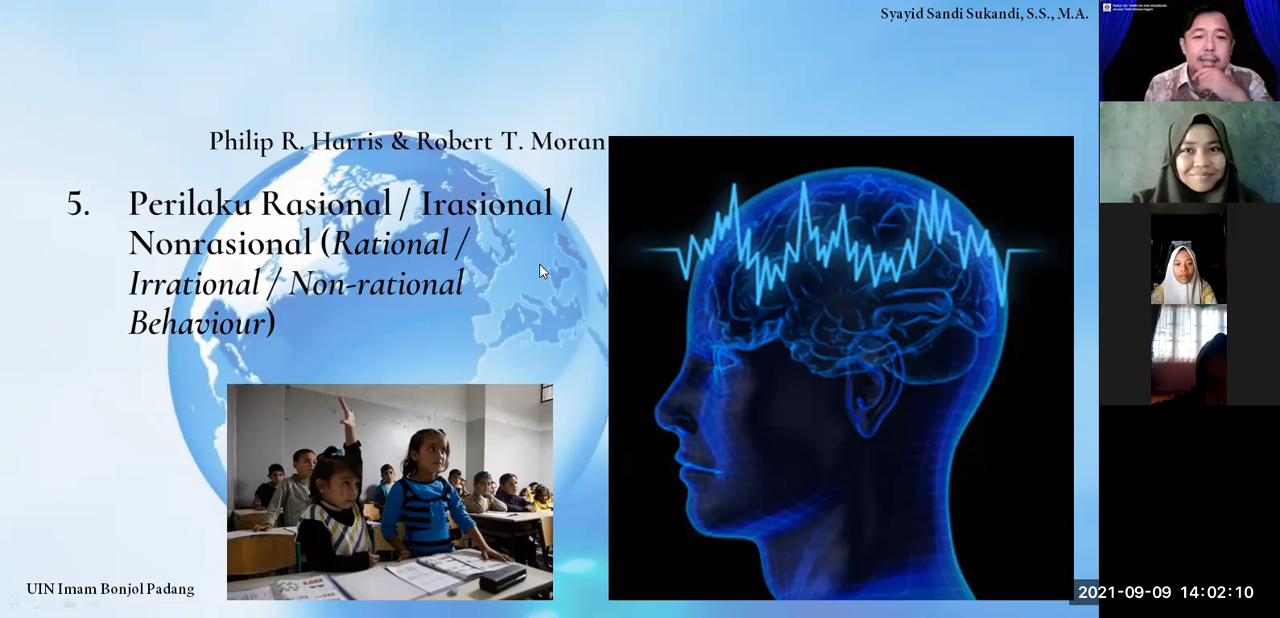 Syayid Sandi Sukandi, S.S., M.A.
Philip R. Harris & Robert T. Moran
5. Perilaku Rasional / Irasional /
Nonrasional (Rational /
Irrational / Non-rational
Behaviour)
UIN Imam Bonjol Padang
2021-09-09 14:02:10